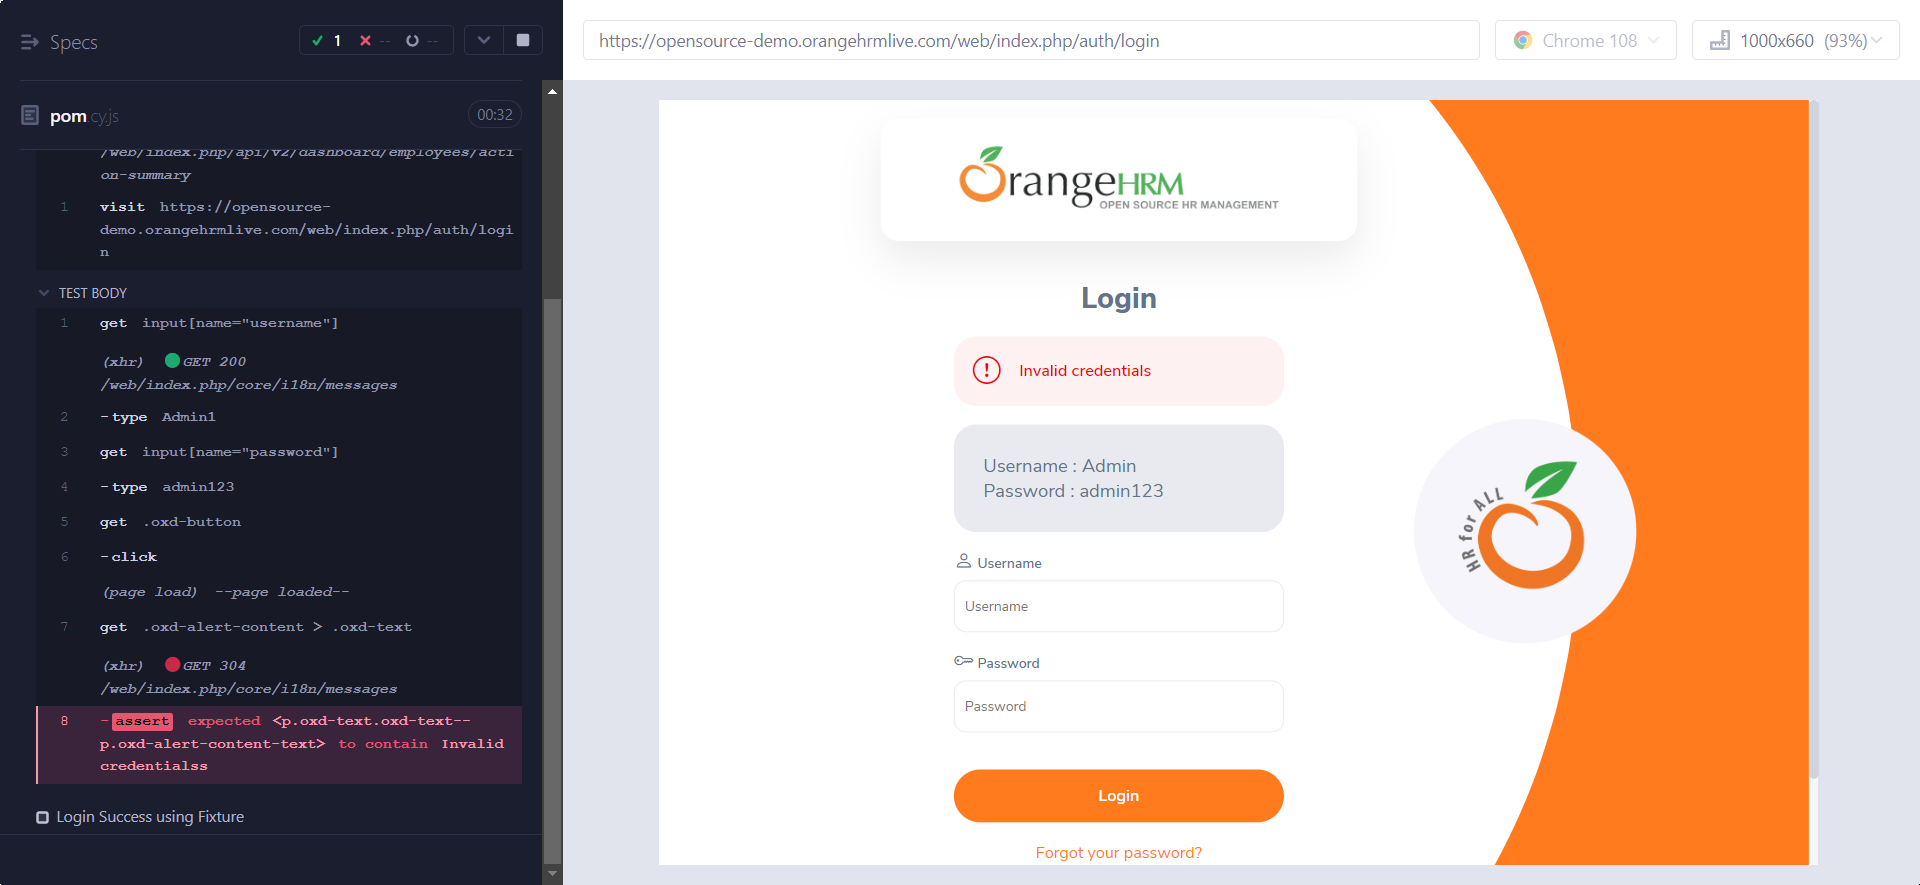 Specs
1 -- --
https://opensource-demo.orangehrmlive.com/web/index.php/auth/login
Chrome 108
1000x660 (93%)
pom.cy.js
00:32
/web/index.php/api/v2/dashboard/employees/acti
on-summary
1 visit https://opensource-
demo.orangehrmlive.com/web/index.php/auth/logi
n
TEST BODY
1 get input[name="username"]
(xhr) GET 200
/web/index.php/core/i18n/messages
2 -type Admin1
3 get input[name="password"]
4 -type admin123
5 get .oxd-button
6 -click
(page load) --page loaded--
7 get .oxd-alert-content > .oxd-text
(xhr) GET 304
/web/index.php/core/i18n/messages
8 -assert expected <p.oxd-text.oxd-text--
p.oxd-alert-content-text> to contain Invalid
credentialss
Login Success using Fixture
OrangeHRM
OPEN SOURCE HR MANAGEMENT
Login
Invalid credentials
Username : Admin
Password : admin123
Username
Username
Password
Password
Login
Forgot your password?
HR for ALL